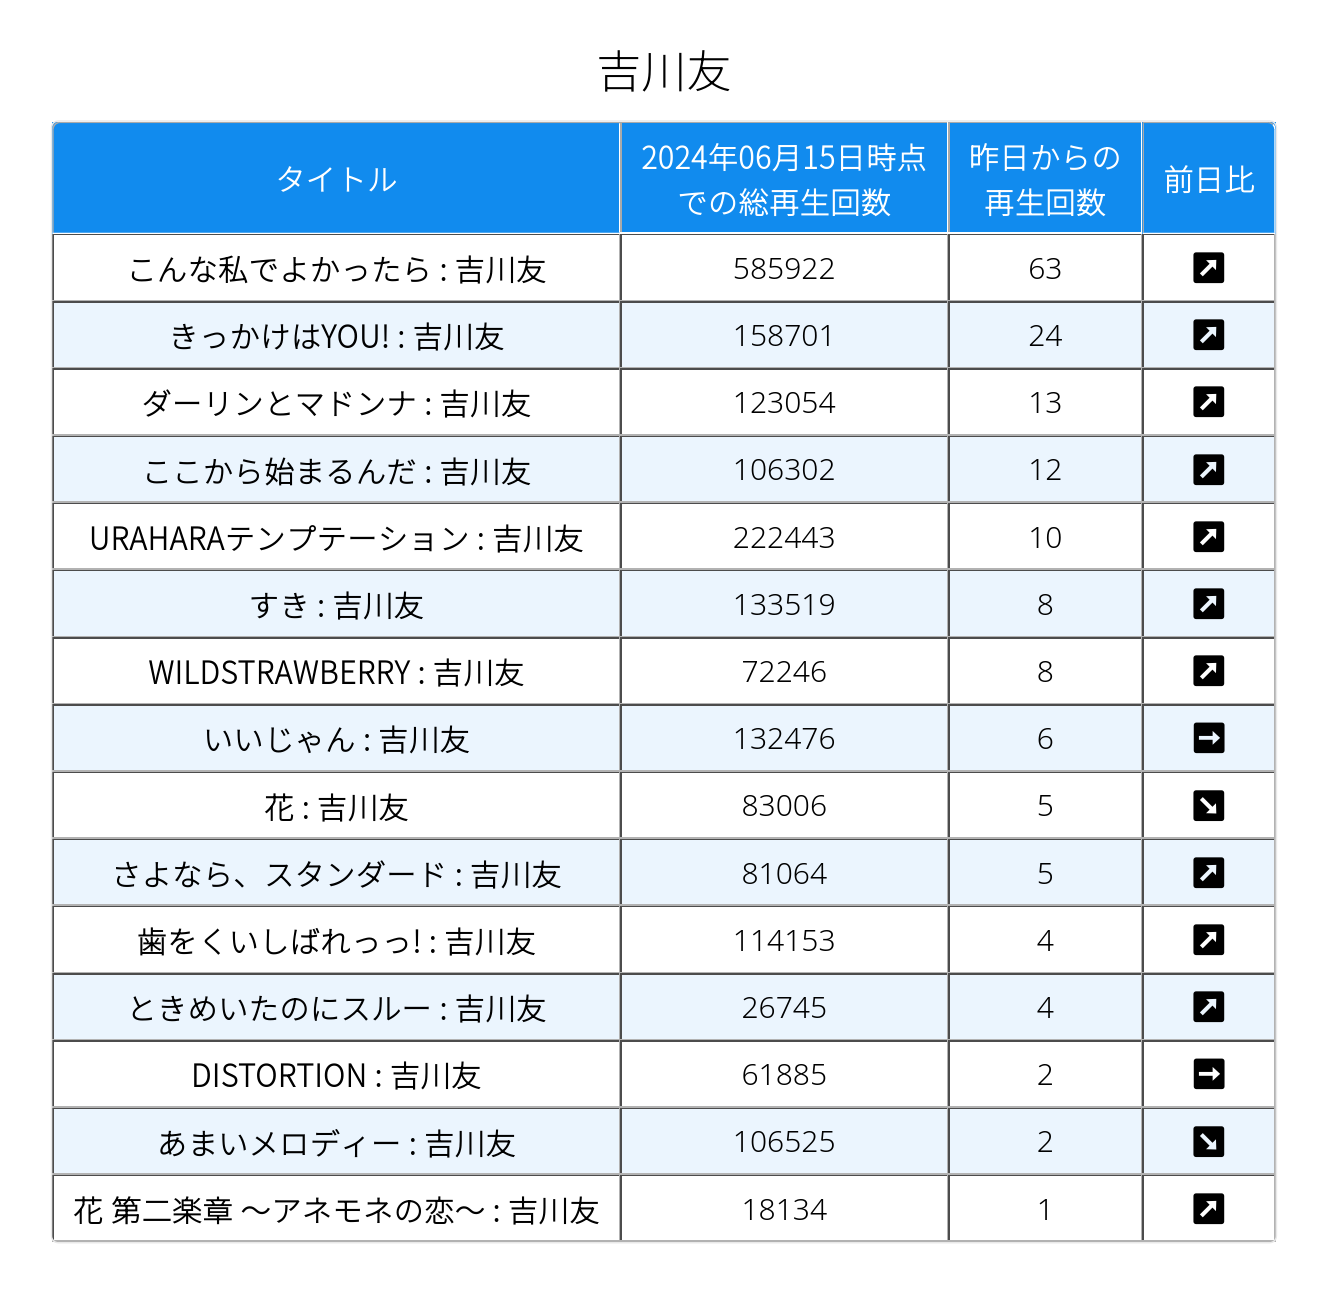 吉川友
タイトル
2024年06月15日時点
での総再生回数
昨日からの
再生回数
前日比
こんな私でよかったら : 吉川友 585922 63
きっかけはYOU! : 吉川友 158701 24
ダーリンとマドンナ : 吉川友 123054 13
ここから始まるんだ : 吉川友 106302 12
URAHARAテンプテーション : 吉川友 222443 10
すき : 吉川友 133519 8
WILDSTRAWBERRY : 吉川友 72246 8
いいじゃん : 吉川友 132476 6
花 : 吉川友 83006 5
さよなら、スタンダード : 吉川友 81064 5
歯をくいしばれっっ! : 吉川友 114153 4
ときめいたのにスルー : 吉川友 26745 4
DISTORTION : 吉川友 61885 2
あまいメロディー : 吉川友 106525 2
花 第二楽章 〜アネモネの恋〜 : 吉川友 18134 1